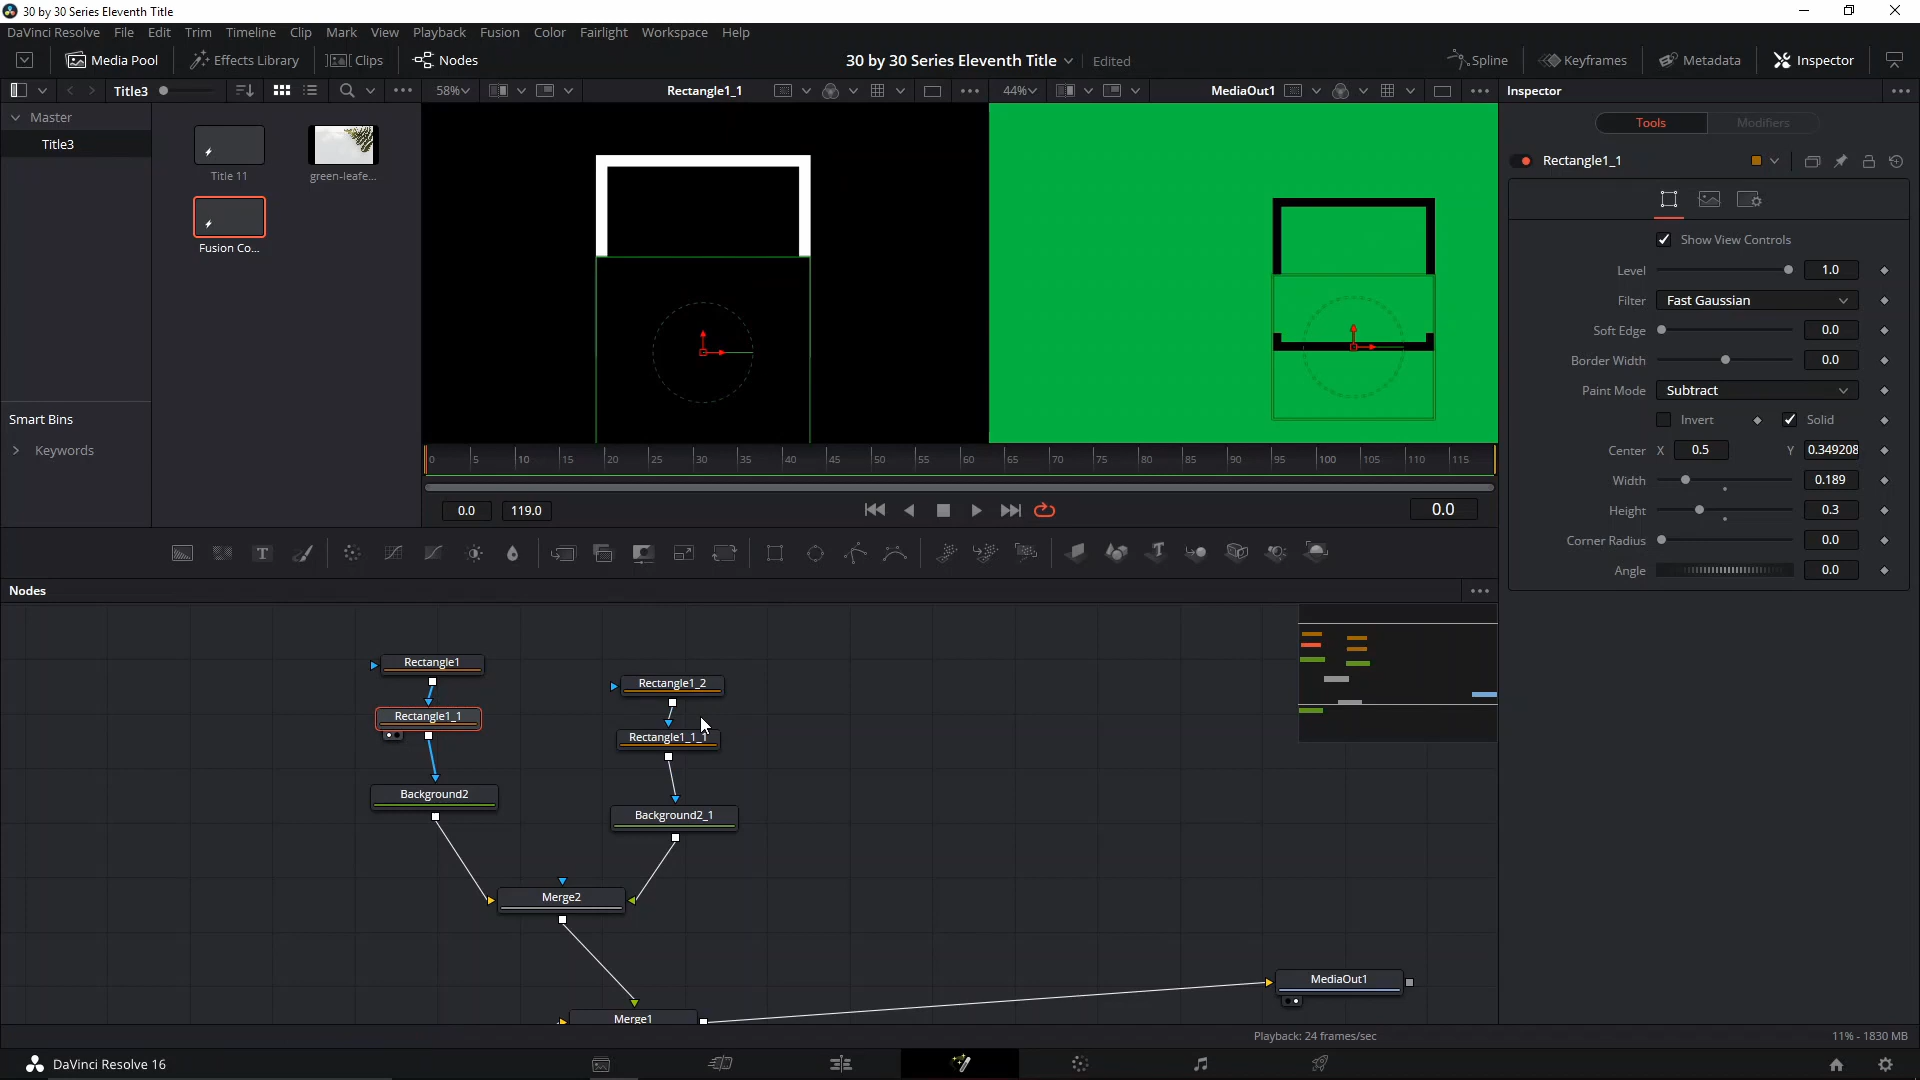 30 by 30 Series Eleventh Title
DaVinci Resolve File Edit Trim Timeline Clip Mark View Playback Fusion Color Fairlight Workspace Help
Media Pool Effects Library Clips Nodes 30 by 30 Series Eleventh Title Edited Spline Keyframes Metadata Inspector
Title3 58% Rectangle1_1 44% MediaOut1 Inspector
Master
Title3
Title 11
green-leafe...
Fusion Co...
Smart Bins
Keywords
Tools Modifiers
Rectangle1_1
Show View Controls
Level 1.0
Filter Fast Gaussian
Soft Edge 0.0
Border Width 0.0
Paint Mode Subtract
Invert Solid
Center X 0.5 Y 0.349208
Width 0.189
Height 0.3
Corner Radius 0.0
Angle 0.0
0 5 10 15 20 25 30 35 40 45 50 55 60 65 70 75 80 85 90 95 100 105 110 115
0.0 119.0 0.0
Nodes
Rectangle1
Rectangle1_2
Rectangle1_1
Rectangle1_1_1
Background2
Background2_1
Merge2
MediaOut1
Merge1
Playback: 24 frames/sec 11% - 1830 MB
DaVinci Resolve 16